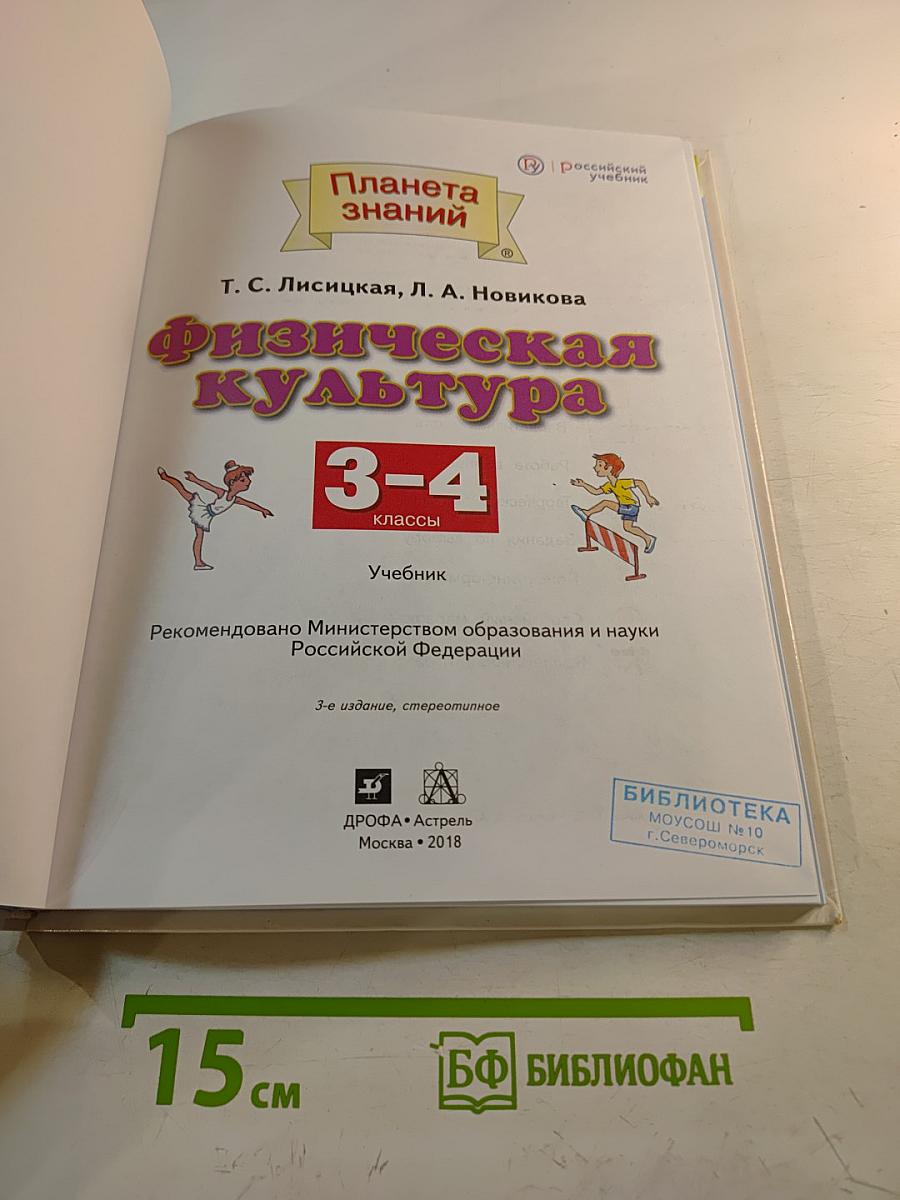 Планета
знаний
®
РУ | российский
учебник
Т. С. Лисицкая, Л. А. Новикова
Физическая
культура
3–4
классы
Учебник
Рекомендовано Министерством образования и науки
Российской Федерации
3-е издание, стереотипное
ДРОФА • Астрель
Москва • 2018
БИБЛИОТЕКА
МОУСОШ №10
г.Североморск
15 см
БФ БИБЛИОФАН